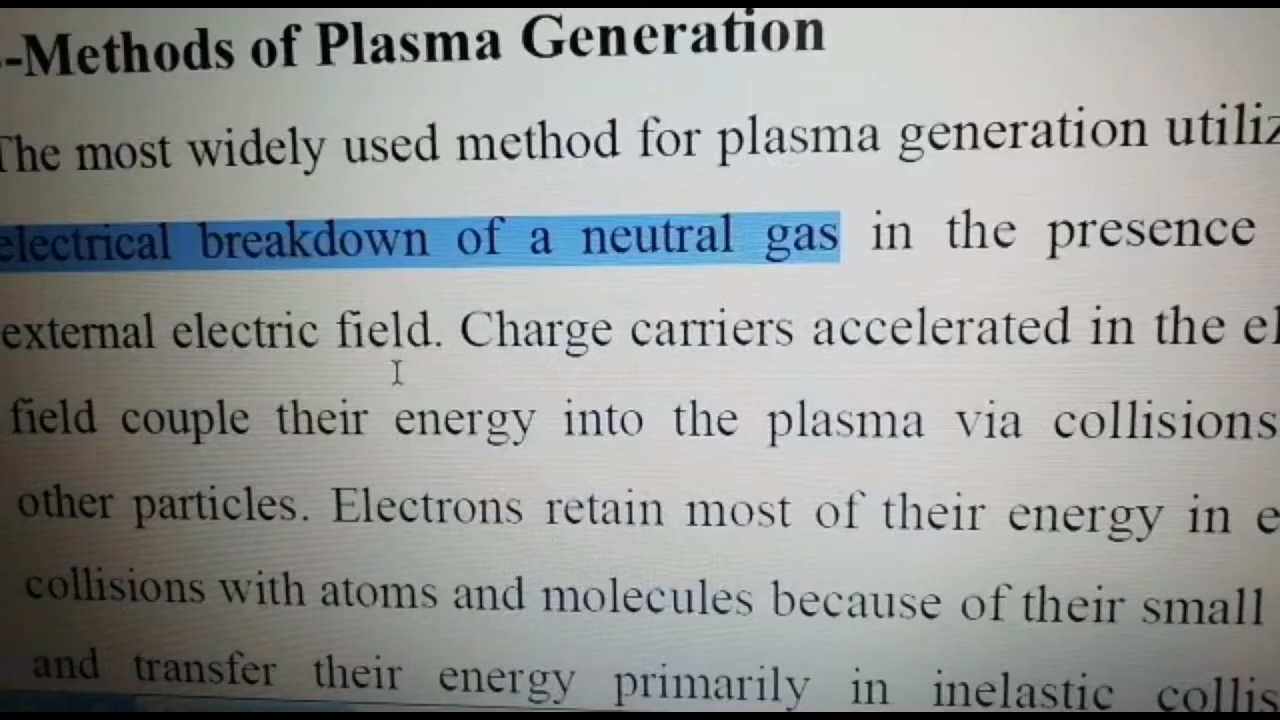 --Methods of Plasma Generation
The most widely used method for plasma generation utiliz
electrical breakdown of a neutral gas in the presence
external electric field. Charge carriers accelerated in the el
field couple their energy into the plasma via collisions
other particles. Electrons retain most of their energy in e
collisions with atoms and molecules because of their small
and transfer their energy primarily in inelastic collis